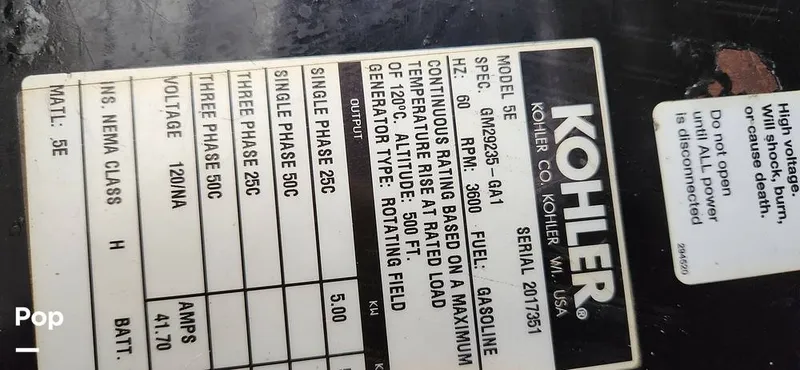 KOHLER®
KOHLER CO. KOHLER WI. USA
MODEL 5E SERIAL 2017351
SPEC. GM29235-GA1
HZ: 60 RPM: 3600 FUEL: GASOLINE
CONTINUOUS RATING BASED ON A MAXIMUM
TEMPERATURE RISE AT RATED LOAD
OF 120°C. ALTITUDE: 500 FT.
GENERATOR TYPE: ROTATING FIELD
OUTPUT KW
SINGLE PHASE 25C 5.00
SINGLE PHASE 50C
THREE PHASE 25C
THREE PHASE 50C
VOLTAGE 120/NA AMPS 41.70
INS. NEMA CLASS H BATT.
MATL: .5E
High voltage.
Will shock, burn,
or cause death.
Do not open
until ALL power
is disconnected
294520
Pop